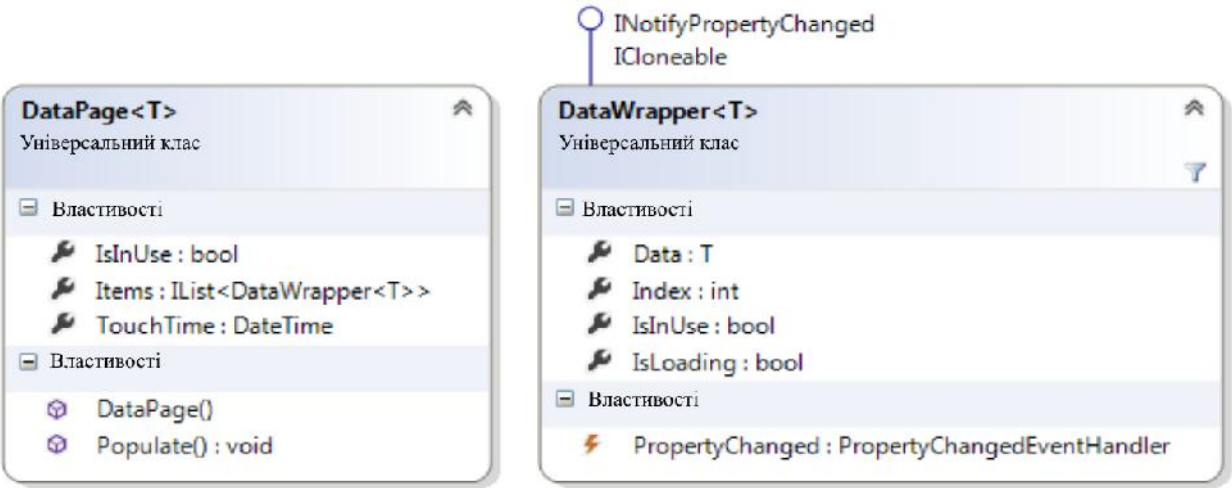 INotifyPropertyChanged
ICloneable
DataPage<T>
Універсальний клас
Властивості
IsInUse : bool
Items : IList<DataWrapper<T>>
TouchTime : DateTime
Властивості
DataPage()
Populate() : void
DataWrapper<T>
Універсальний клас
Властивості
Data : T
Index : int
IsInUse : bool
IsLoading : bool
Властивості
PropertyChanged : PropertyChangedEventHandler